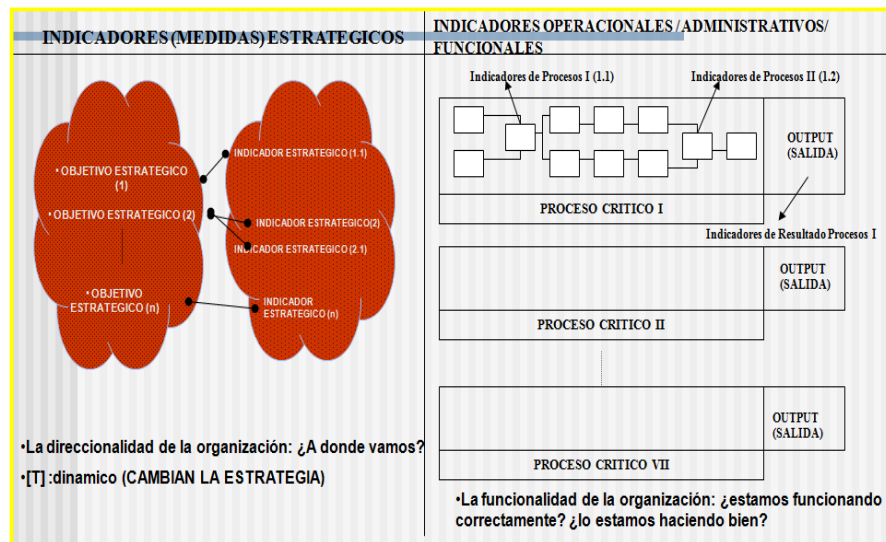 INDICADORES (MEDIDAS) ESTRATEGICOS
• OBJETIVO ESTRATEGICO
(1)
• OBJETIVO ESTRATEGICO (2)
• OBJETIVO
ESTRATEGICO (n)
INDICADOR ESTRATEGICO (1.1)
INDICADOR ESTRATEGICO(2)
INDICADOR ESTRATEGICO (2.1)
INDICADOR
ESTRATEGICO (n)
•La direccionalidad de la organización: ¿A donde vamos?
•[T] :dinamico (CAMBIAN LA ESTRATEGIA)
INDICADORES OPERACIONALES /ADMINISTRATIVOS/
FUNCIONALES
Indicadores de Procesos I (1.1)
Indicadores de Procesos II (1.2)
OUTPUT
(SALIDA)
PROCESO CRITICO I
Indicadores de Resultado Procesos I
OUTPUT
(SALIDA)
PROCESO CRITICO II
OUTPUT
(SALIDA)
PROCESO CRITICO VII
•La funcionalidad de la organización: ¿estamos funcionando
correctamente? ¿lo estamos haciendo bien?